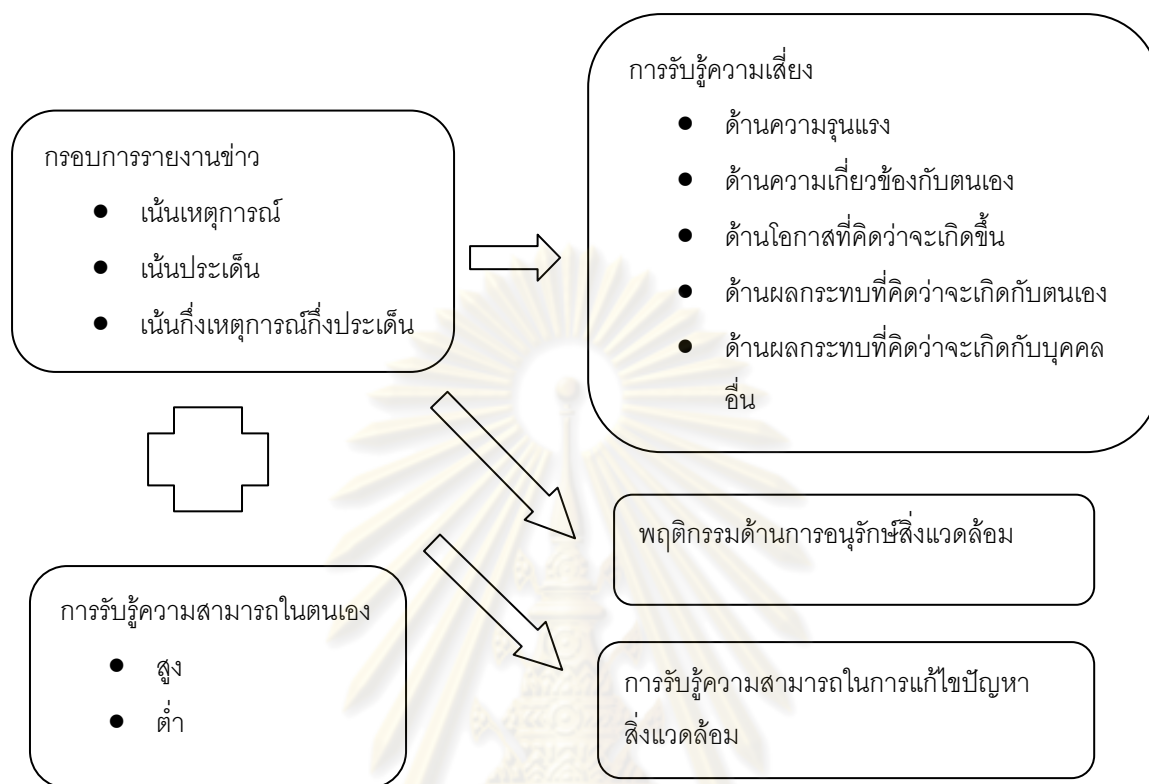 กรอบการรายงานข่าว
● เน้นเหตุการณ์
● เน้นประเด็น
● เน้นกึ่งเหตุการณ์กึ่งประเด็น
การรับรู้ความสามารถในตนเอง
● สูง
● ต่ำ
การรับรู้ความเสี่ยง
● ด้านความรุนแรง
● ด้านความเกี่ยวข้องกับตนเอง
● ด้านโอกาสที่คิดว่าจะเกิดขึ้น
● ด้านผลกระทบที่คิดว่าจะเกิดกับตนเอง
● ด้านผลกระทบที่คิดว่าจะเกิดกับบุคคล
อื่น
พฤติกรรมด้านการอนุรักษ์สิ่งแวดล้อม
การรับรู้ความสามารถในการแก้ไขปัญหา
สิ่งแวดล้อม